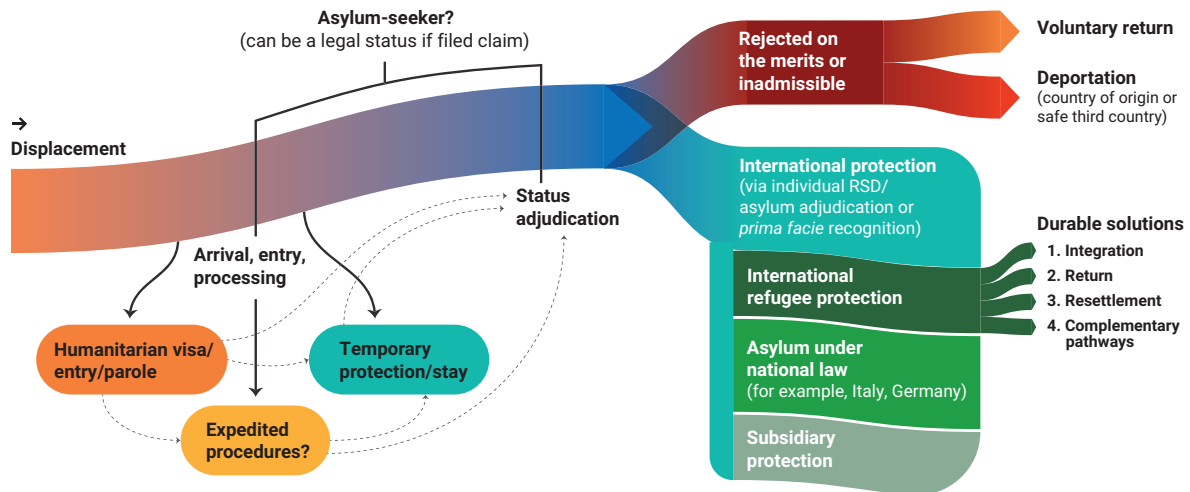 Asylum-seeker?
(can be a legal status if filed claim)
→
Displacement
Arrival, entry,
processing
Status
adjudication
Humanitarian visa/
entry/parole
Temporary
protection/stay
Expedited
procedures?
Rejected on
the merits or
inadmissible
Voluntary return
Deportation
(country of origin or
safe third country)
International protection
(via individual RSD/
asylum adjudication or
prima facie recognition)
International
refugee protection
Asylum under
national law
(for example, Italy, Germany)
Subsidiary
protection
Durable solutions
1. Integration
2. Return
3. Resettlement
4. Complementary
pathways